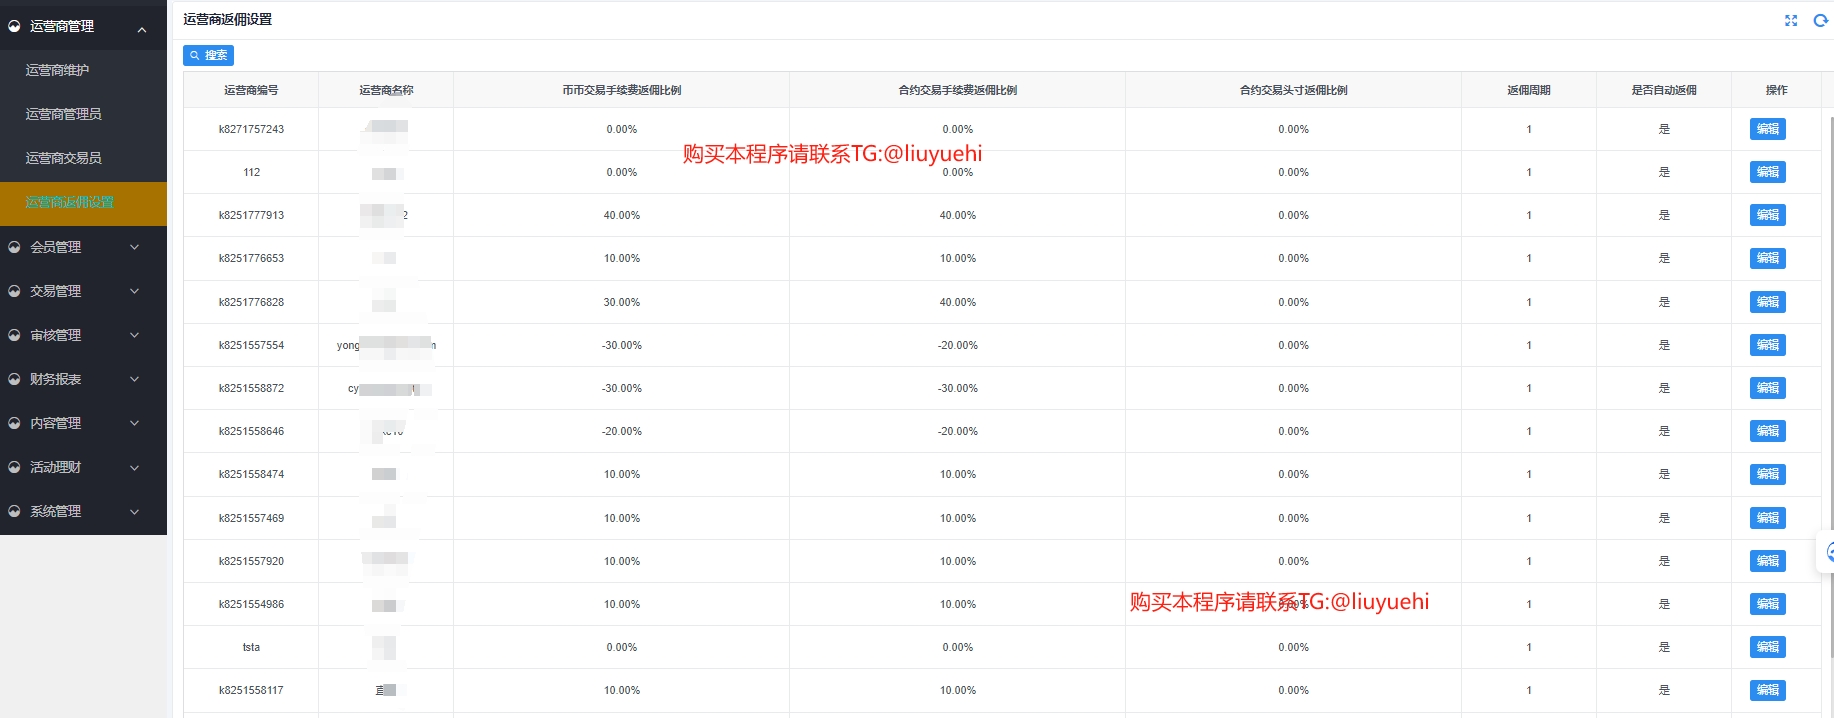 运营商管理
运营商维护
运营商管理员
运营商交易员
运营商返佣设置
会员管理
交易管理
审核管理
财务报表
内容管理
活动理财
系统管理
运营商返佣设置
搜索
运营商编号 运营商名称 币币交易手续费返佣比例 合约交易手续费返佣比例 合约交易头寸返佣比例 返佣周期 是否自动返佣 操作
k8271757243 0.00% 0.00% 0.00% 1 是 编辑
购买本程序请联系TG:@liuyuehi
112 0.00% 0.00% 0.00% 1 是 编辑
k8251777913 2 40.00% 40.00% 0.00% 1 是 编辑
k8251776653 10.00% 10.00% 0.00% 1 是 编辑
k8251776828 30.00% 40.00% 0.00% 1 是 编辑
k8251557554 yong m -30.00% -20.00% 0.00% 1 是 编辑
k8251558872 cy -30.00% -30.00% 0.00% 1 是 编辑
k8251558646 -20.00% -20.00% 0.00% 1 是 编辑
k8251558474 10.00% 10.00% 0.00% 1 是 编辑
k8251557469 10.00% 10.00% 0.00% 1 是 编辑
k8251557920 10.00% 10.00% 0.00% 1 是 编辑
k8251554986 10.00% 10.00% 0.00% 1 是 编辑
购买本程序请联系TG:@liuyuehi
tsta 0.00% 0.00% 0.00% 1 是 编辑
k8251558117 直 10.00% 10.00% 0.00% 1 是 编辑